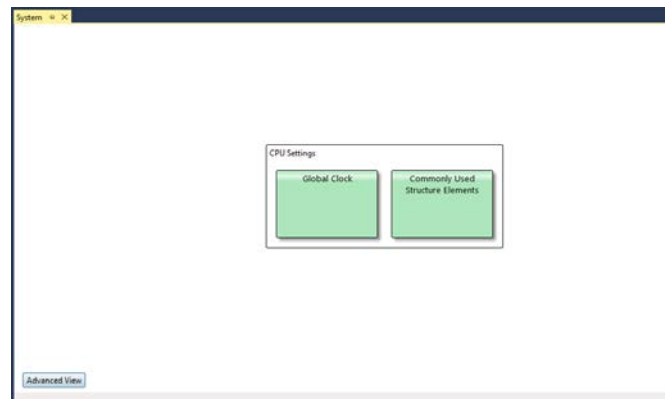 System
CPU Settings
Global Clock
Commonly Used
Structure Elements
Advanced View